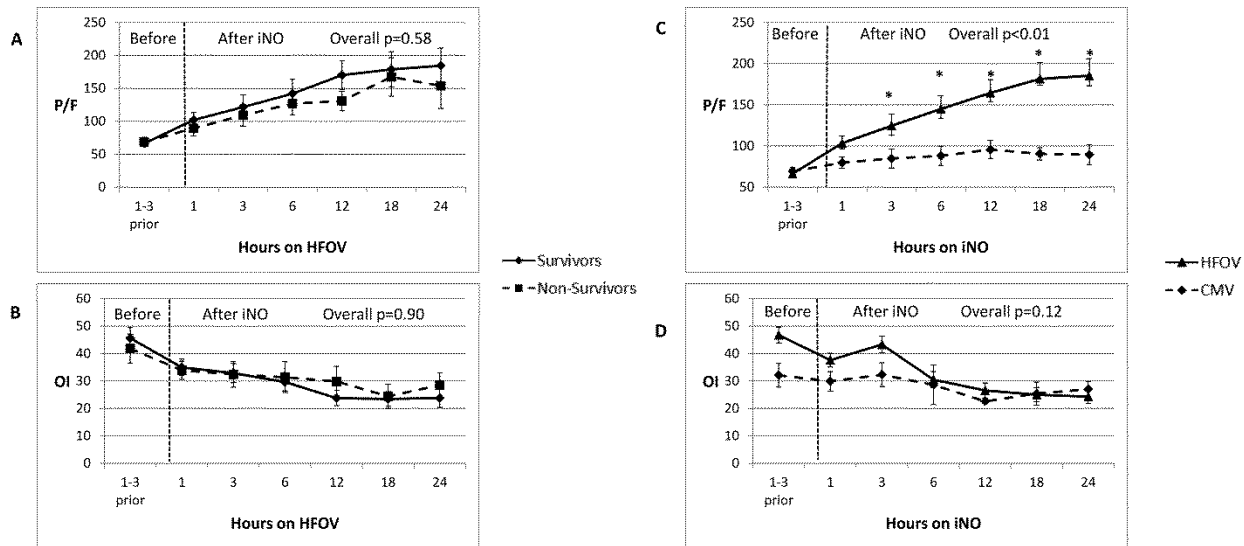 A
Before After iNO Overall p=0.58
250
200
150
100
50
0
P/F
1-3 prior 1 3 6 12 18 24
Hours on HFOV
Survivors
Non-Survivors
B
Before After iNO Overall p=0.90
60
50
40
30
20
10
0
OI
1-3 prior 1 3 6 12 18 24
Hours on HFOV
C
Before After iNO Overall p<0.01
* * * * *
250
200
150
100
50
P/F
1-3 prior 1 3 6 12 18 24
Hours on iNO
HFOV
CMV
D
Before After iNO Overall p=0.12
60
50
40
30
20
10
0
OI
1-3 prior 1 3 6 12 18 24
Hours on iNO